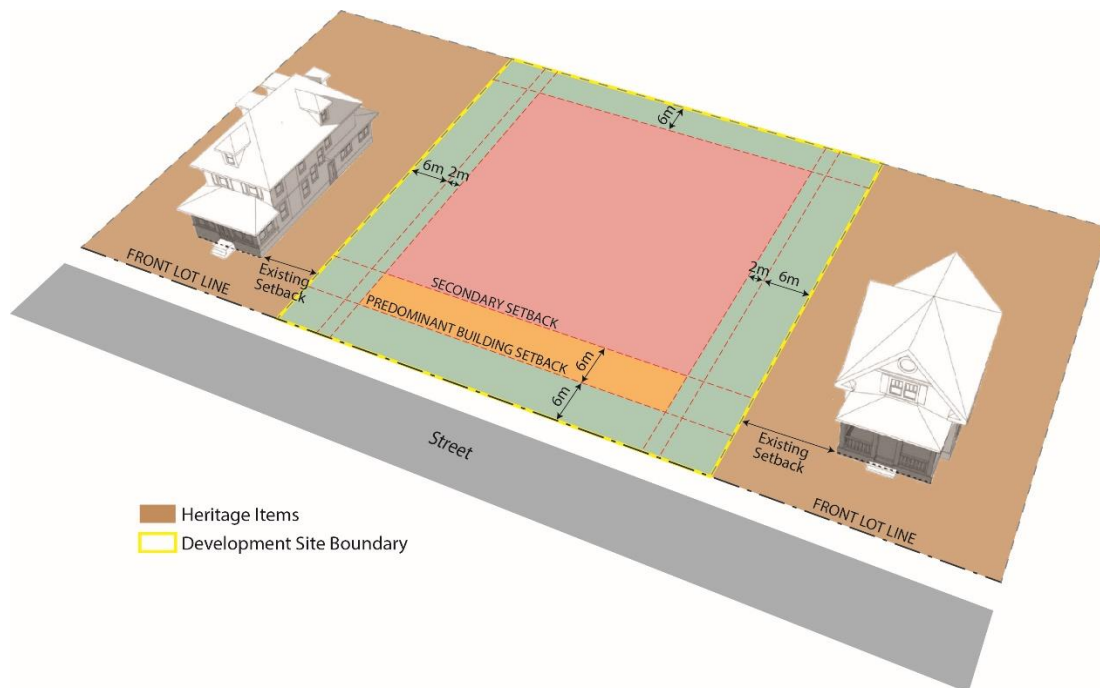 6m
6m
2m
FRONT LOT LINE
Existing
Setback
SECONDARY SETBACK
PREDOMINANT BUILDING SETBACK
2m
6m
6m
6m
Existing
Setback
Street
FRONT LOT LINE
Heritage Items
Development Site Boundary